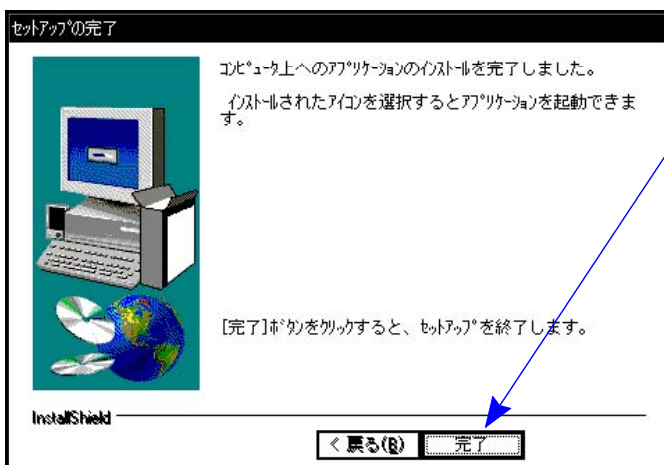 セットアップの完了
コンピュータ上へのアプリケーションのインストールを完了しました。
インストールされたアイコンを選択するとアプリケーションを起動できま
す。
[完了]ボタンをクリックすると、セットアップを終了します。
InstallShield
< 戻る(B)
完了